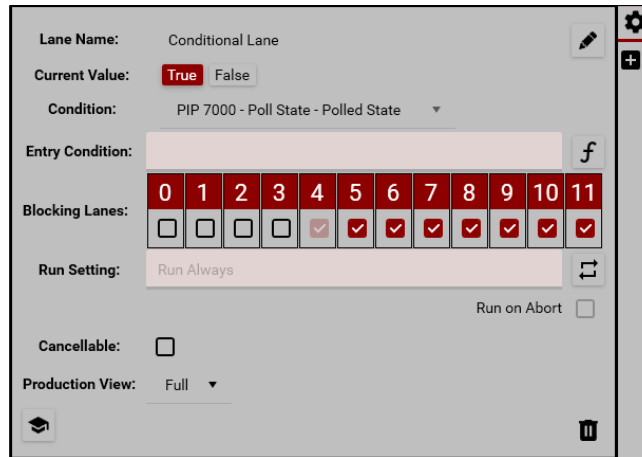 Lane Name: Conditional Lane
Current Value: True False
Condition: PIP 7000 - Poll State - Polled State
Entry Condition:
0 1 2 3 4 5 6 7 8 9 10 11
Blocking Lanes:
Run Setting: Run Always
Run on Abort
Cancellable:
Production View: Full